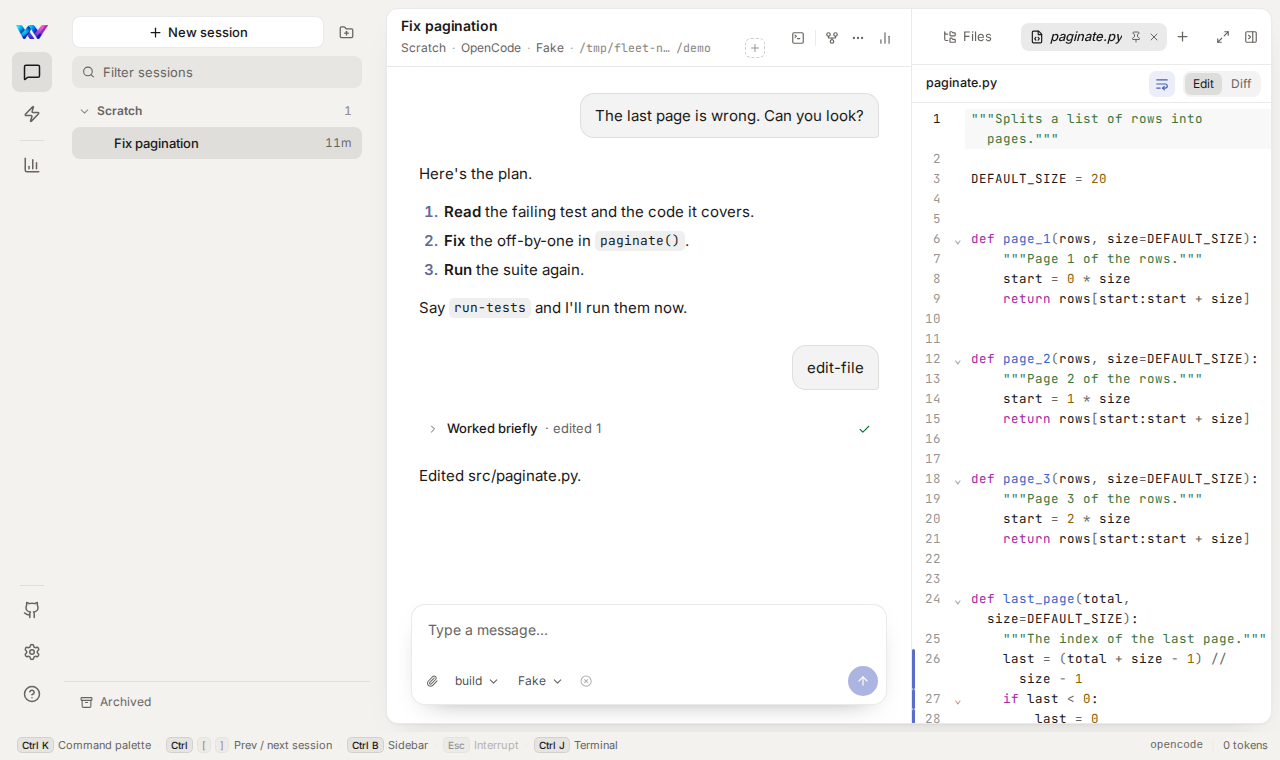 New session
Filter sessions
Scratch 1
Fix pagination 11m
Archived
Fix pagination
Scratch · OpenCode · Fake · /tmp/fleet-n… /demo
The last page is wrong. Can you look?
Here's the plan.
1. Read the failing test and the code it covers.
2. Fix the off-by-one in paginate().
3. Run the suite again.
Say run-tests and I'll run them now.
edit-file
Worked briefly · edited 1
Edited src/paginate.py.
Type a message...
build Fake
Files paginate.py
paginate.py Edit Diff
1 """Splits a list of rows into
pages."""
2
3 DEFAULT_SIZE = 20
4
5
6 def page_1(rows, size=DEFAULT_SIZE):
7 """Page 1 of the rows."""
8 start = 0 * size
9 return rows[start:start + size]
10
11
12 def page_2(rows, size=DEFAULT_SIZE):
13 """Page 2 of the rows."""
14 start = 1 * size
15 return rows[start:start + size]
16
17
18 def page_3(rows, size=DEFAULT_SIZE):
19 """Page 3 of the rows."""
20 start = 2 * size
21 return rows[start:start + size]
22
23
24 def last_page(total,
size=DEFAULT_SIZE):
25 """The index of the last page."""
26 last = (total + size - 1) //
size - 1
27 if last < 0:
28 last = 0
Ctrl K Command palette Ctrl [ ] Prev / next session Ctrl B Sidebar Esc Interrupt Ctrl J Terminal opencode 0 tokens